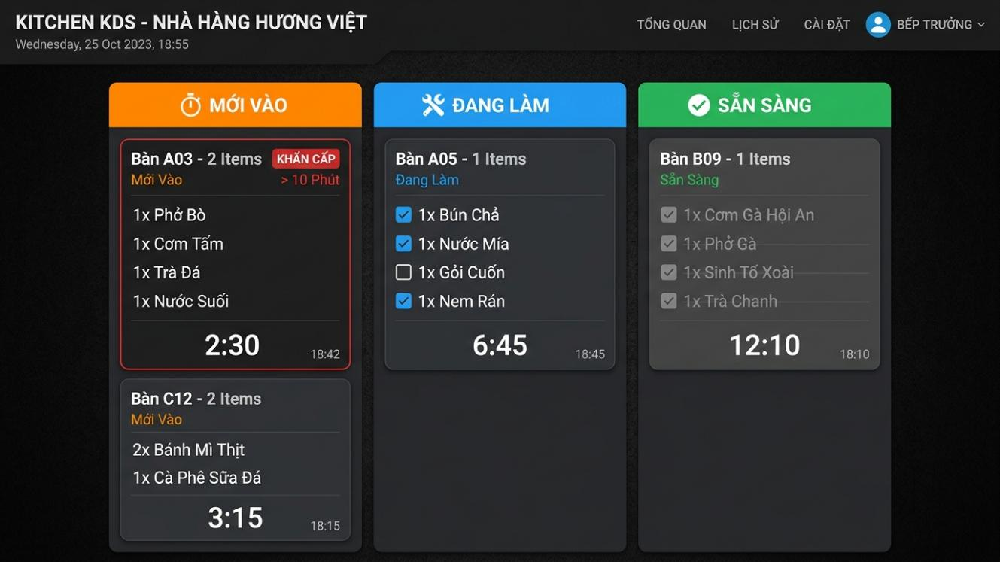 KITCHEN KDS - NHÀ HÀNG HƯƠNG VIỆT
Wednesday, 25 Oct 2023, 18:55
TỔNG QUAN
LỊCH SỬ
CÀI ĐẶT
BẾP TRƯỞNG
MỚI VÀO
Bàn A03 - 2 Items
KHẨN CẤP
Mới Vào
> 10 Phút
1x Phở Bò
1x Cơm Tấm
1x Trà Đá
1x Nước Suối
2:30
18:42
Bàn C12 - 2 Items
Mới Vào
2x Bánh Mì Thịt
1x Cà Phê Sữa Đá
3:15
18:15
ĐANG LÀM
Bàn A05 - 1 Items
Đang Làm
1x Bún Chả
1x Nước Mía
1x Gỏi Cuốn
1x Nem Rán
6:45
18:45
SẴN SÀNG
Bàn B09 - 1 Items
Sẵn Sàng
1x Cơm Gà Hội An
1x Phở Gà
1x Sinh Tố Xoài
1x Trà Chanh
12:10
18:10